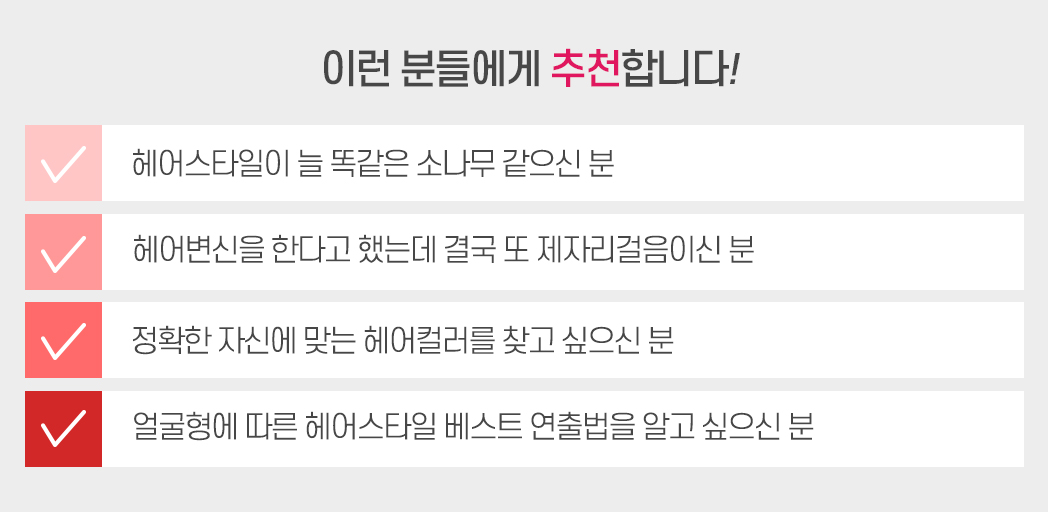 이런 분들에게 추천합니다!
헤어스타일이 늘 똑같은 소나무 같으신 분
헤어변신을 한다고 했는데 결국 또 제자리걸음이신 분
정확한 자신에 맞는 헤어컬러를 찾고 싶으신 분
얼굴형에 따른 헤어스타일 베스트 연출법을 알고 싶으신 분